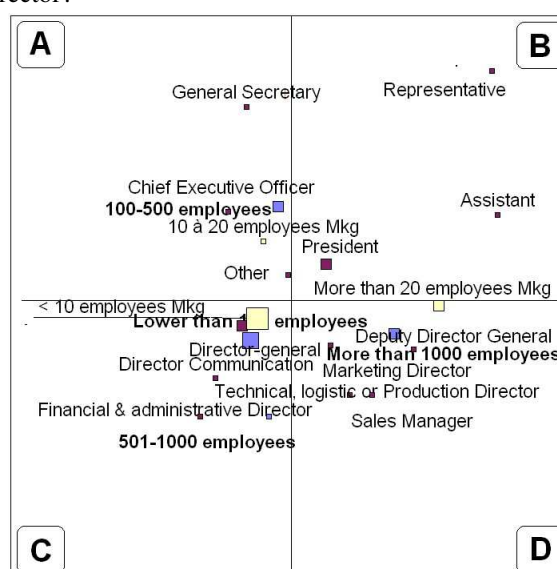 A
B
General Secretary
Representative
Chief Executive Officer
100-500 employees
Assistant
10 à 20 employees Mkg
President
Other
More than 20 employees Mkg
< 10 employees Mkg
Lower than employees
Deputy Director General
Director-general
More than 1000 employees
Director Communication
Marketing Director
Technical, logistic or Production Director
Financial & administrative Director
Sales Manager
501-1000 employees
C
D